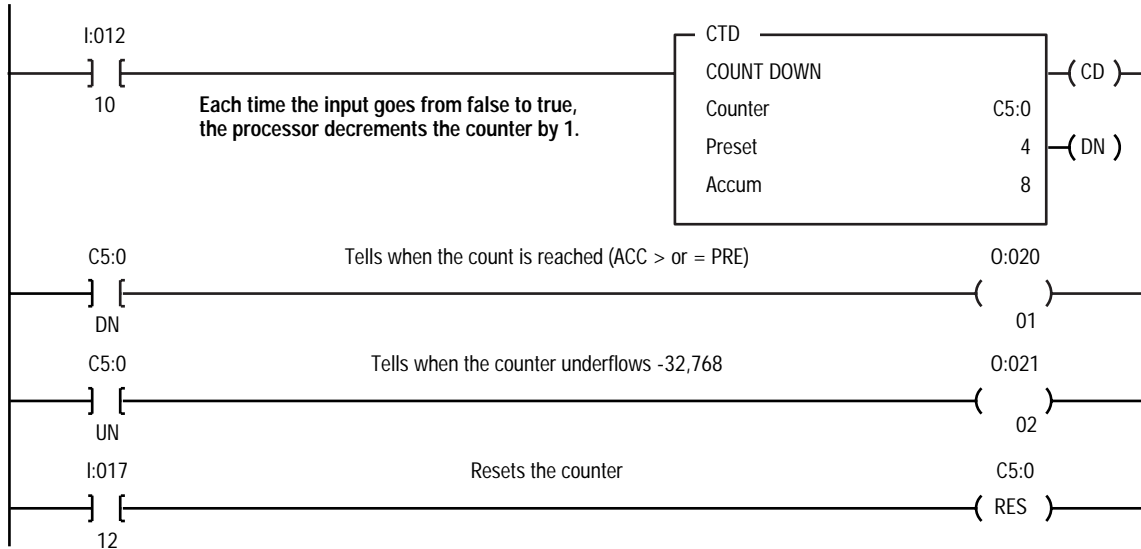 I:012
10
Each time the input goes from false to true,
the processor decrements the counter by 1.
CTD
COUNT DOWN
Counter C5:0
Preset 4
Accum 8
CD
DN
C5:0
DN
Tells when the count is reached (ACC > or = PRE)
O:020
01
C5:0
UN
Tells when the counter underflows -32,768
O:021
02
I:017
12
Resets the counter
C5:0
RES